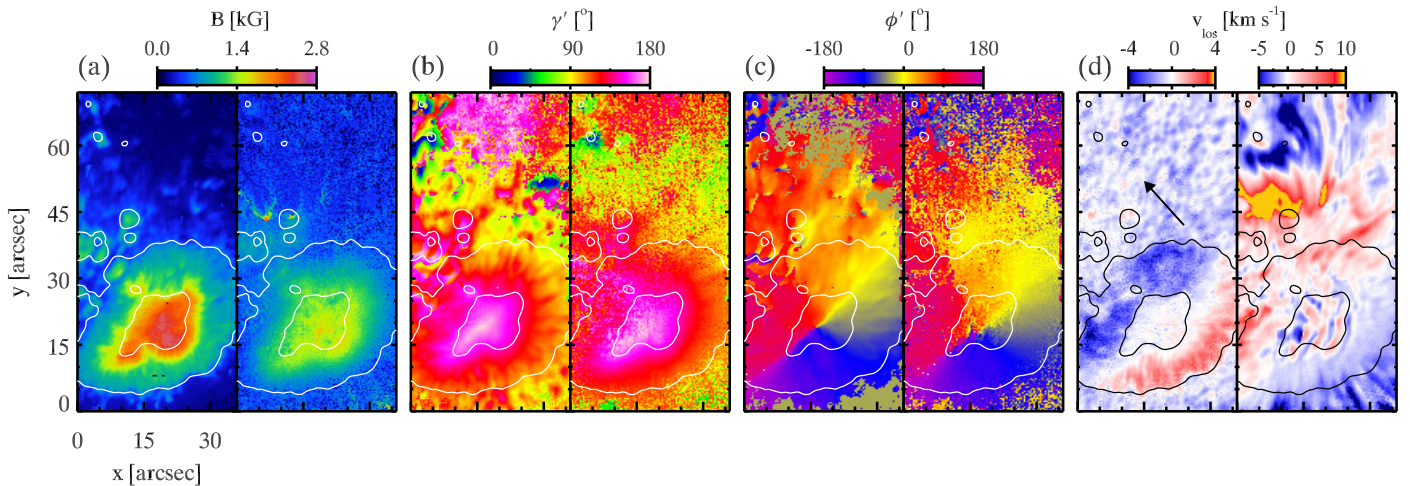 B [kG]
0.0 1.4 2.8
γ′ [°]
0 90 180
ϕ′ [°]
-180 0 180
v_los [km s⁻¹]
-4 0 4 -5 0 5 10
(a) (b) (c) (d)
y [arcsec]
60
45
30
15
0
0 15 30
x [arcsec]